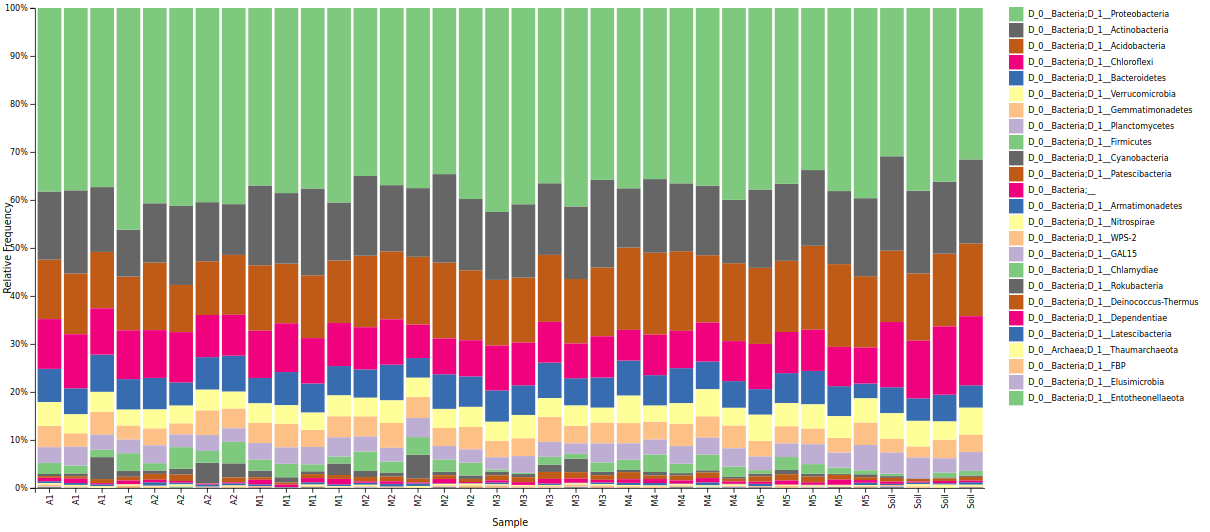 100%
90%
80%
70%
60%
50%
40%
30%
20%
10%
0%
Relative Frequency
A1 A1 A1 A1 A2 A2 A2 A2 M1 M1 M1 M1 M2 M2 M2 M2 M2 M3 M3 M3 M3 M3 M4 M4 M4 M4 M4 M5 M5 M5 M5 M5 Soil Soil Soil Soil
Sample
D_0__Bacteria;D_1__Proteobacteria
D_0__Bacteria;D_1__Actinobacteria
D_0__Bacteria;D_1__Acidobacteria
D_0__Bacteria;D_1__Chloroflexi
D_0__Bacteria;D_1__Bacteroidetes
D_0__Bacteria;D_1__Verrucomicrobia
D_0__Bacteria;D_1__Gemmatimonadetes
D_0__Bacteria;D_1__Planctomycetes
D_0__Bacteria;D_1__Firmicutes
D_0__Bacteria;D_1__Cyanobacteria
D_0__Bacteria;D_1__Patescibacteria
D_0__Bacteria;__
D_0__Bacteria;D_1__Armatimonadetes
D_0__Bacteria;D_1__Nitrospirae
D_0__Bacteria;D_1__WPS-2
D_0__Bacteria;D_1__GAL15
D_0__Bacteria;D_1__Chlamydiae
D_0__Bacteria;D_1__Rokubacteria
D_0__Bacteria;D_1__Deinococcus-Thermus
D_0__Bacteria;D_1__Dependentiae
D_0__Bacteria;D_1__Latescibacteria
D_0__Archaea;D_1__Thaumarchaeota
D_0__Bacteria;D_1__FBP
D_0__Bacteria;D_1__Elusimicrobia
D_0__Bacteria;D_1__Entotheonellaeota